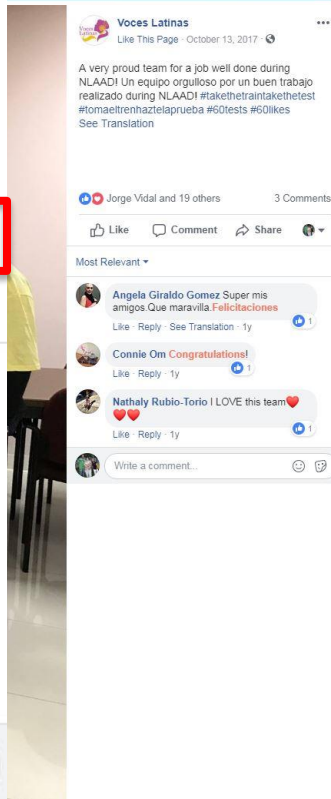 Voces Latinas
Like This Page · October 13, 2017 ·
A very proud team for a job well done during
NLAAD! Un equipo orgulloso por un buen trabajo
realizado during NLAAD! #takethetraintakethetest
#tomaeltrenhaztelaprueba #60tests #60likes
See Translation
Jorge Vidal and 19 others 3 Comments
Like Comment Share
Most Relevant
Angela Giraldo Gomez Super mis
amigos.Que maravilla.Felicitaciones
Like · Reply · See Translation · 1y 1
Connie Om Congratulations!
Like · Reply · 1y 1
Nathaly Rubio-Torio I LOVE this team❤️
❤️❤️
Like · Reply · 1y 1
Write a comment...